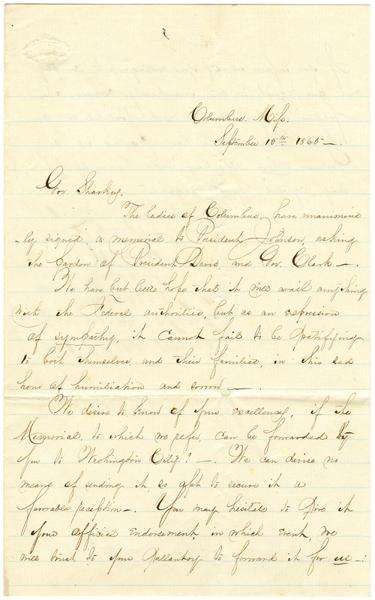 Columbus. Miss.
September 10th 1865—.
Gov. Sharkey.
The ladies of Columbus, have unanimous
-ly signed a memorial to President Johnson, asking
the pardon of President Davis and Gov. Clark—.
We have but little hope that it will avail anything
with the Federal authorities, but as an expression
of sympathy, it cannot fail to be gratifying
to both themselves, and their families, in this sad
hour of humiliation and sorrow—.
We desire to know of your excellency, if the
Memorial, to which we refer, can be forwarded by
you to Washington City?—. We can devise no
means of sending it, so apt to secure it a
favorable reception—. You may hesitate to give it
your official endorsement in which event, we
will trust to your gallantry to forward it for us—: